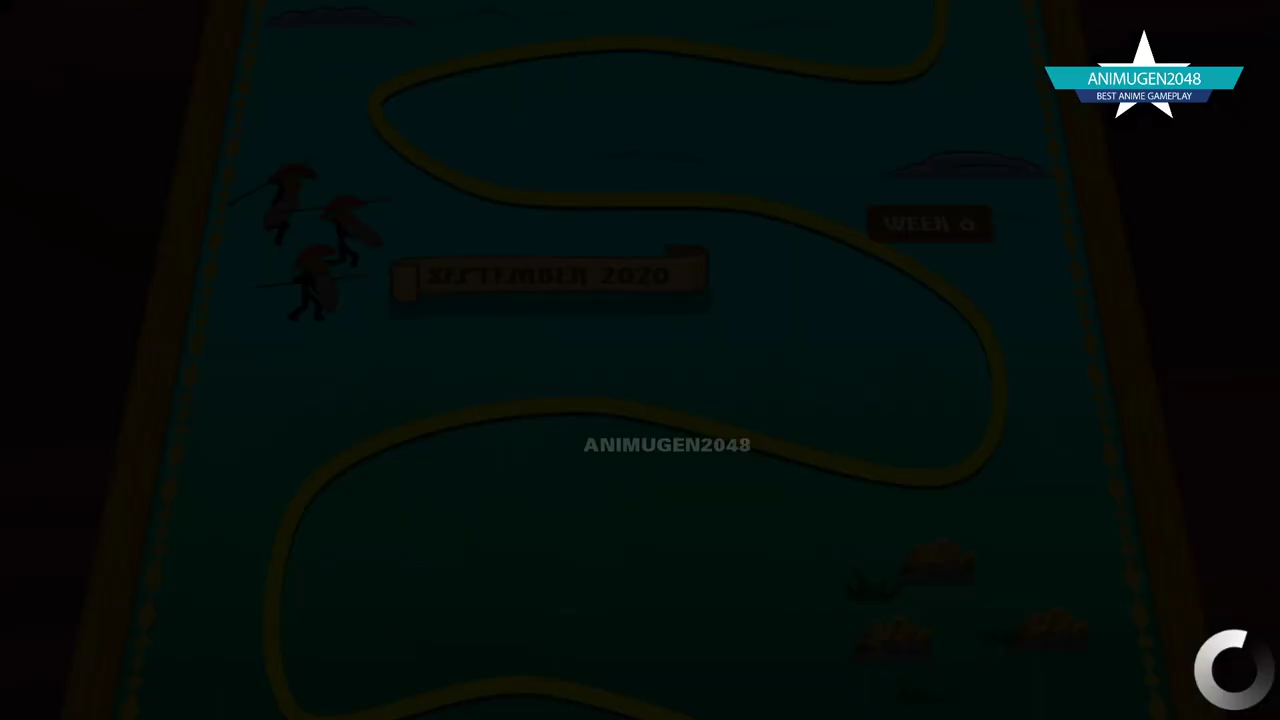 ANIMUGEN2048
BEST ANIME GAMEPLAY
WEEK 6
SEPTEMBER 2020
ANIMUGEN2048